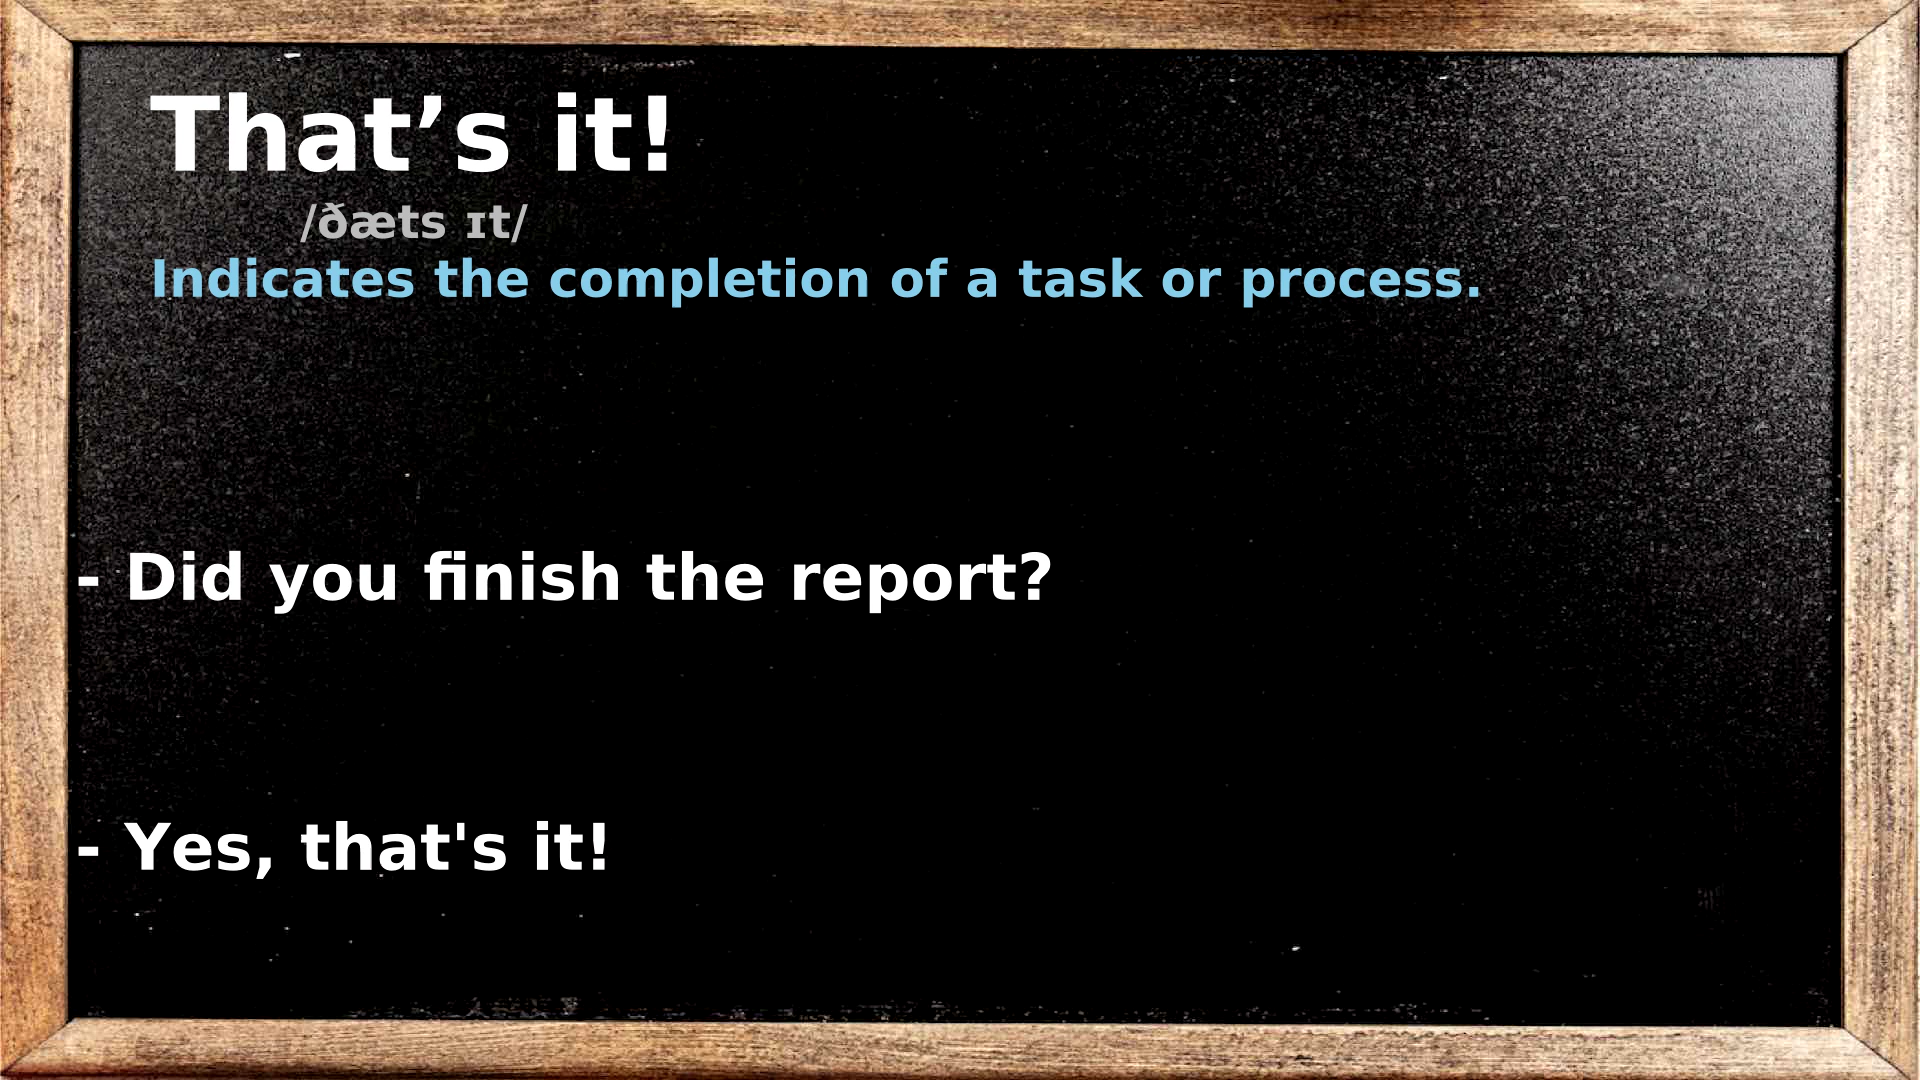 That’s it!
/ðæts ɪt/
Indicates the completion of a task or process.
- Did you finish the report?
- Yes, that's it!